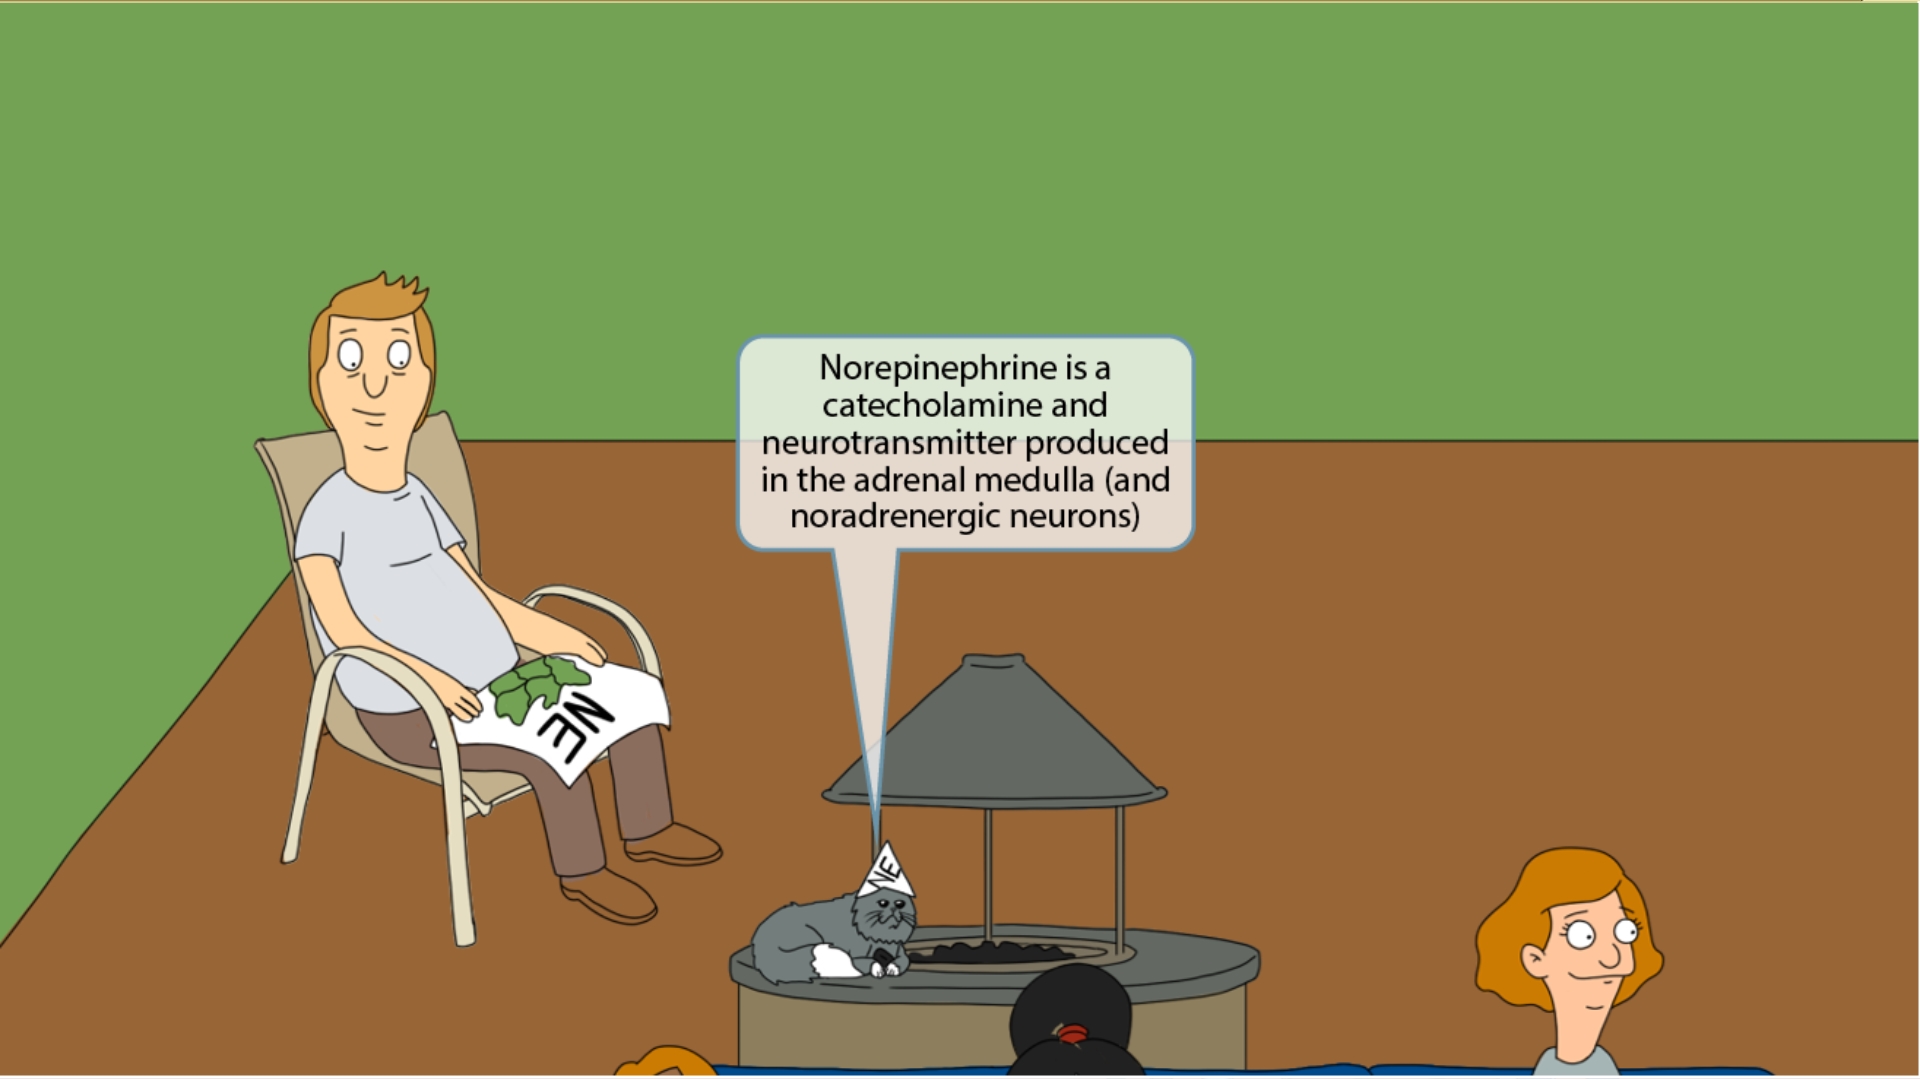 Norepinephrine is a
catecholamine and
neurotransmitter produced
in the adrenal medulla (and
noradrenergic neurons)
NE
NE